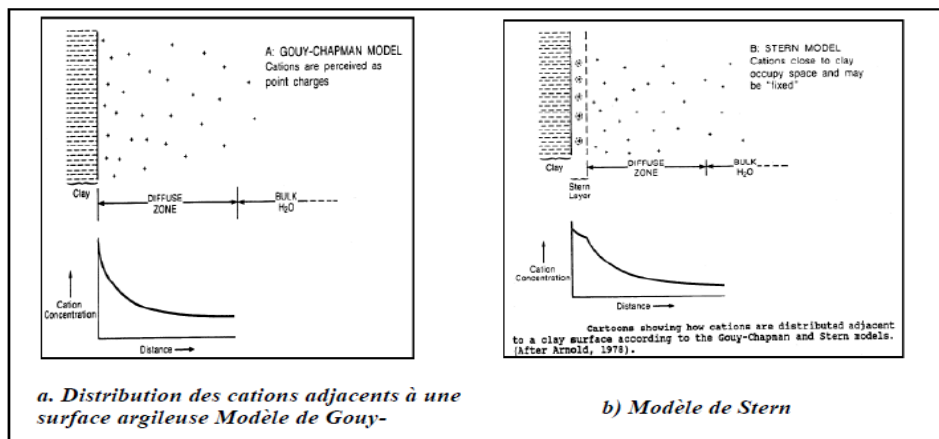 A: GOUY-CHAPMAN MODEL
Cations are perceived as
point charges
Clay
DIFFUSE
ZONE
BULK
H₂O
Cation
Concentration
Distance
B: STERN MODEL
Cations close to clay
occupy space and may
be "fixed"
Clay
Stern
Layer
DIFFUSE
ZONE
BULK
H₂O
Cation
Concentration
Distance
Cartoons showing how cations are distributed adjacent
to a clay surface according to the Gouy-Chapman and Stern models.
(After Arnold, 1978).
a. Distribution des cations adjacents à une
surface argileuse Modèle de Gouy-
b) Modèle de Stern